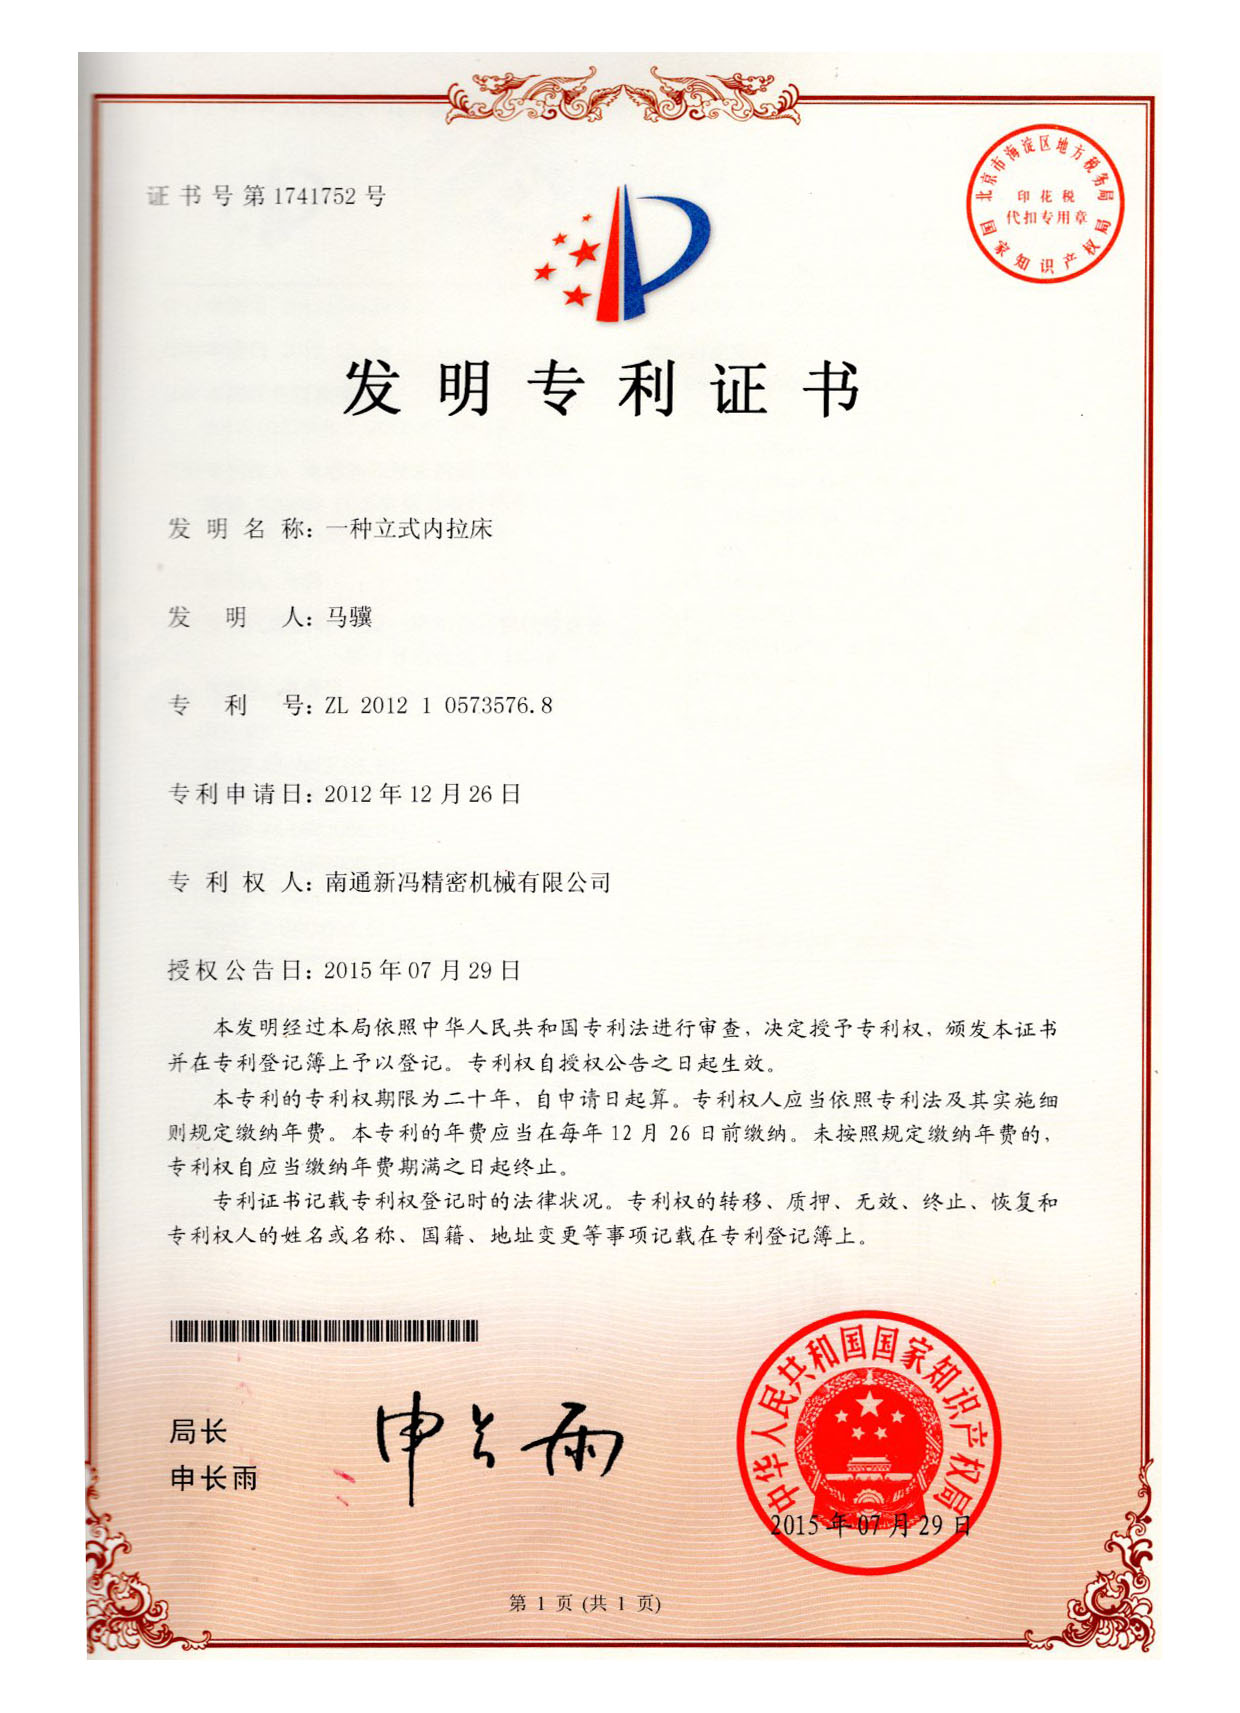 证书号第1741752号
北京市海淀区地方税务局
印花税
代扣专用章
国家知识产权局
发明专利证书
发明名称：一种立式内拉床
发明人：马骥
专利号：ZL 2012 1 0573576.8
专利申请日：2012年12月26日
专利权人：南通新冯精密机械有限公司
授权公告日：2015年07月29日
本发明经过本局依照中华人民共和国专利法进行审查，决定授予专利权，颁发本证书
并在专利登记簿上予以登记。专利权自授权公告之日起生效。
本专利的专利权期限为二十年，自申请日起算。专利权人应当依照专利法及其实施细
则规定缴纳年费。本专利的年费应当在每年12月26日前缴纳。未按照规定缴纳年费的，
专利权自应当缴纳年费期满之日起终止。
专利证书记载专利权登记时的法律状况。专利权的转移、质押、无效、终止、恢复和
专利权人的姓名或名称、国籍、地址变更等事项记载在专利登记簿上。
局长
申长雨
申长雨
中华人民共和国国家知识产权局
2015年07月29日
第 1 页 (共 1 页)